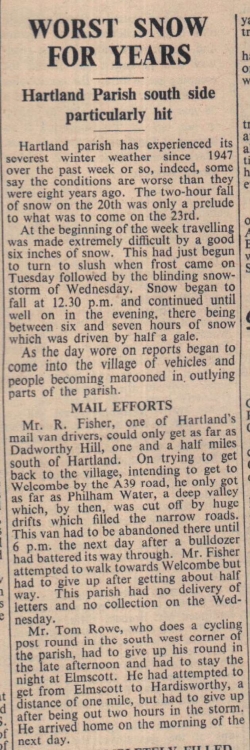 WORST SNOW
FOR YEARS
Hartland Parish south side
particularly hit
Hartland parish has experienced its
severest winter weather since 1947
over the past week or so, indeed, some
say the conditions are worse than they
were eight years ago. The two-hour fall
of snow on the 20th was only a prelude
to what was to come on the 23rd.
At the beginning of the week travelling
was made extremely difficult by a good
six inches of snow. This had just begun
to turn to slush when frost came on
Tuesday followed by the blinding snow-
storm of Wednesday. Snow began to
fall at 12.30 p.m. and continued until
well on in the evening, there being
between six and seven hours of snow
which was driven by half a gale.
As the day wore on reports began to
come into the village of vehicles and
people becoming marooned in outlying
parts of the parish.
MAIL EFFORTS
Mr. R. Fisher, one of Hartland's
mail van drivers, could only get as far as
Dadworthy Hill, one and a half miles
south of Hartland. On trying to get
back to the village, intending to get to
Welcombe by the A39 road, he only got
as far as Philham Water, a deep valley
which, by then, was cut off by huge
drifts which filled the narrow roads.
This van had to be abandoned there until
6 p.m. the next day after a bulldozer
had battered its way through. Mr. Fisher
attempted to walk towards Welcombe but
had to give up after getting about half
way. This parish had no delivery of
letters and no collection on the Wed-
nesday.
Mr. Tom Rowe, who does a cycling
post round in the south west corner of
the parish, had to give up his round in
the late afternoon and had to stay the
night at Elmscott. He had attempted to
get from Elmscott to Hardisworthy, a
distance of one mile, but had to give up
after being out two hours in the storm.
He arrived home on the morning of the
next day.